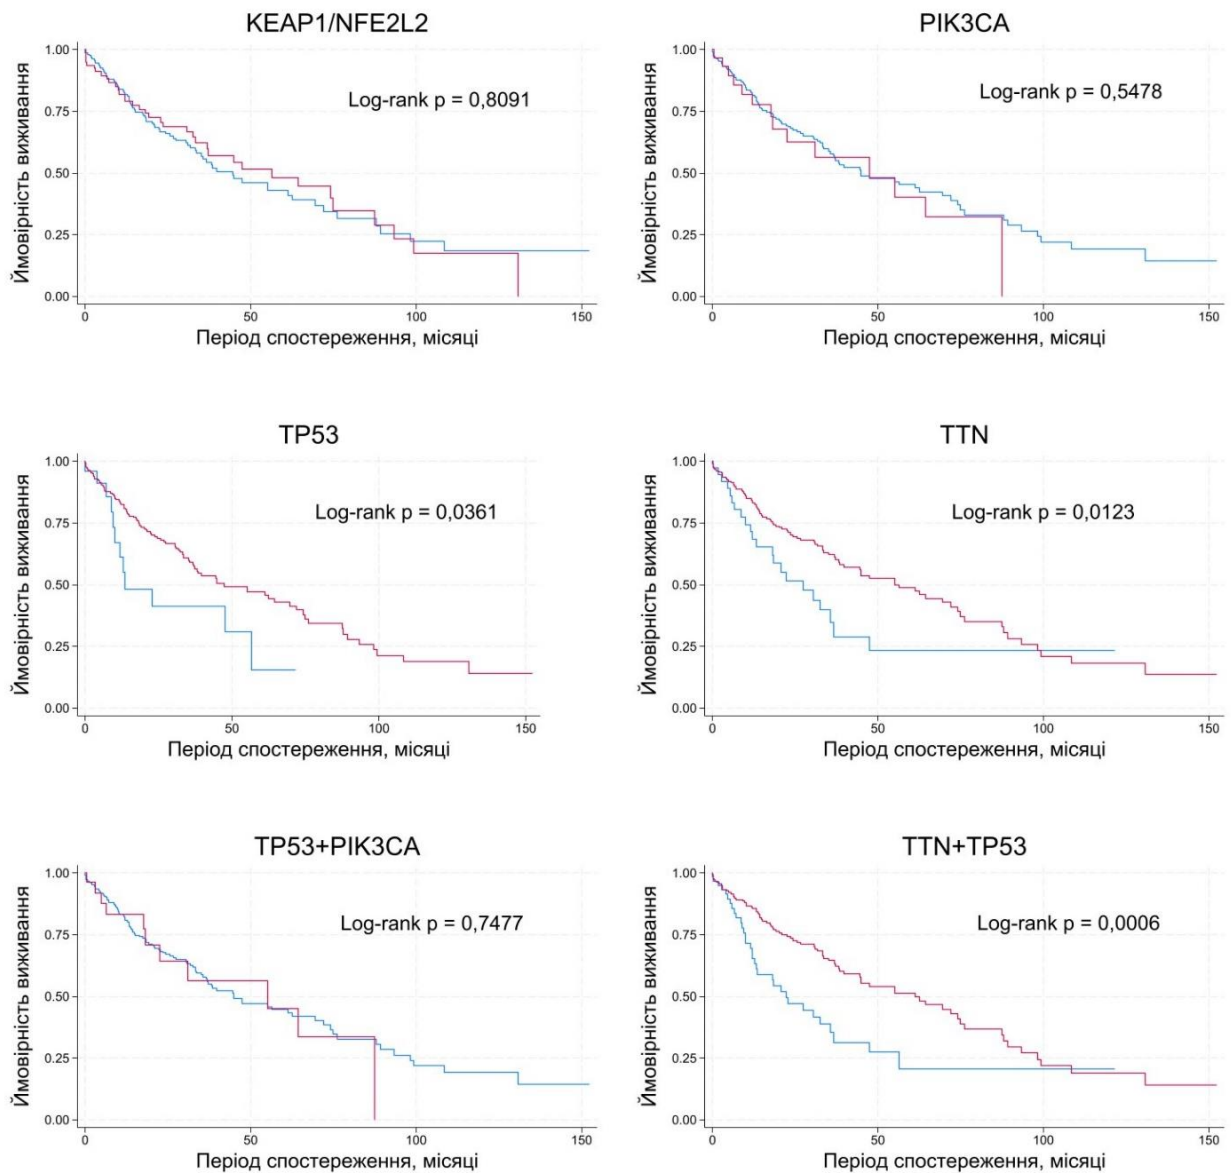 KEAP1/NFE2L2
Ймовірність виживання
1.00
0.75
0.50
0.25
0.00
Log-rank p = 0,8091
0 50 100 150
Період спостереження, місяці
PIK3CA
Ймовірність виживання
1.00
0.75
0.50
0.25
0.00
Log-rank p = 0,5478
0 50 100 150
Період спостереження, місяці
TP53
Ймовірність виживання
1.00
0.75
0.50
0.25
0.00
Log-rank p = 0,0361
0 50 100 150
Період спостереження, місяці
TTN
Ймовірність виживання
1.00
0.75
0.50
0.25
0.00
Log-rank p = 0,0123
0 50 100 150
Період спостереження, місяці
TP53+PIK3CA
Ймовірність виживання
1.00
0.75
0.50
0.25
0.00
Log-rank p = 0,7477
0 50 100 150
Період спостереження, місяці
TTN+TP53
Ймовірність виживання
1.00
0.75
0.50
0.25
0.00
Log-rank p = 0,0006
0 50 100 150
Період спостереження, місяці